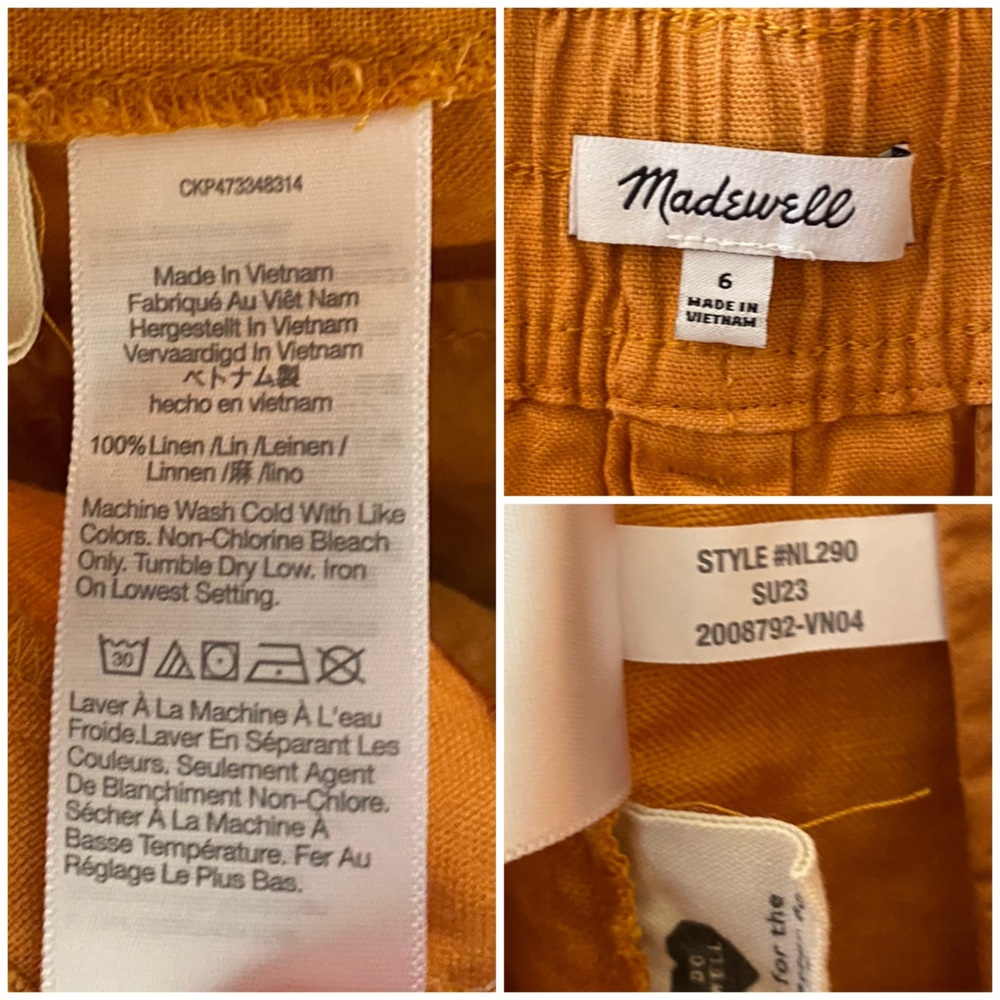 CKP473348314
Made In Vietnam
Fabriqué Au Viêt Nam
Hergestellt In Vietnam
Vervaardigd In Vietnam
ベトナム製
hecho en vietnam
100% Linen /Lin /Leinen /
Linnen /麻 /lino
Machine Wash Cold With Like
Colors. Non-Chlorine Bleach
Only. Tumble Dry Low. Iron
On Lowest Setting.
30
Laver À La Machine À L'eau
Froide.Laver En Séparant Les
Couleurs. Seulement Agent
De Blanchiment Non-Chlore.
Sécher À La Machine À
Basse Température. Fer Au
Réglage Le Plus Bas.
Madewell
6
MADE IN
VIETNAM
STYLE #NL290
SU23
2008792-VN04
DO
WELL
for the